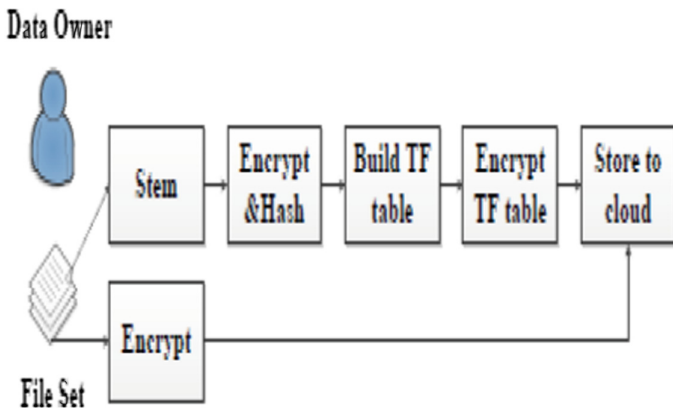 Data Owner
Stem
Encrypt
&Hash
Build TF
table
Encrypt
TF table
Store to
cloud
Encrypt
File Set